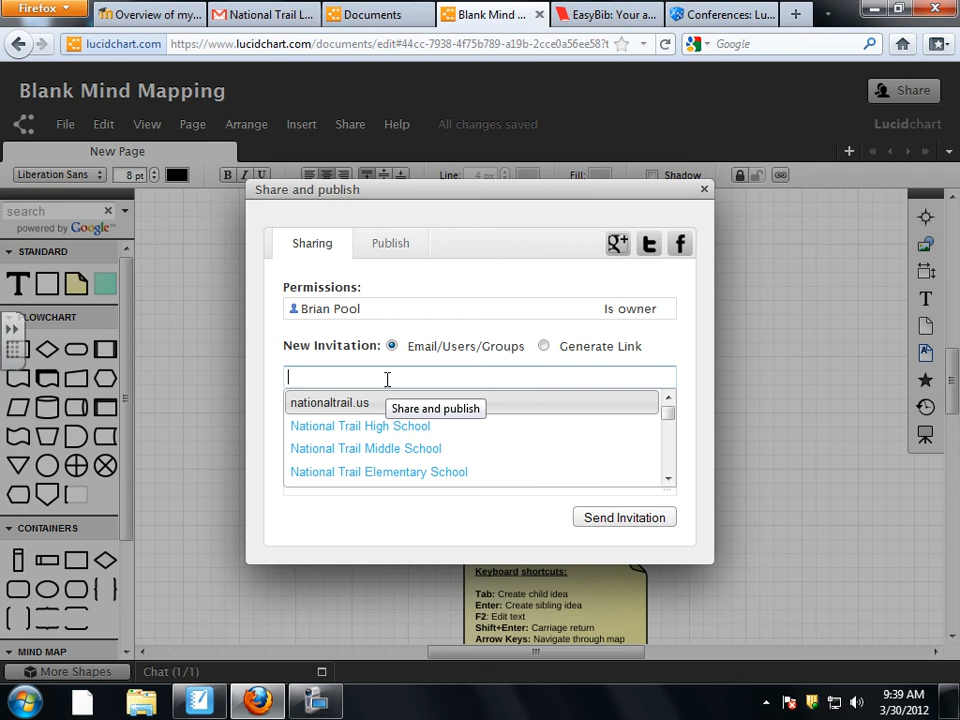 Firefox
Overview of my...
National Trail L...
Documents
Blank Mind ...
EasyBib: Your a...
Conferences: Lu...
lucidchart.com
https://www.lucidchart.com/documents/edit#44cc-7938-4f75b789-a19b-2cce0a56ee58?t
Google
Blank Mind Mapping
Share
File Edit View Page Arrange Insert Share Help All changes saved
Lucidchart
New Page
Liberation Sans 8 pt B I U Line: 4 px Fill: Shadow
Share and publish
search
powered by Google
Sharing Publish
STANDARD
T
T
Permissions:
Brian Pool Is owner
FLOWCHART
New Invitation: Email/Users/Groups Generate Link
nationaltrail.us
Share and publish
National Trail High School
National Trail Middle School
National Trail Elementary School
Send Invitation
CONTAINERS
Keyboard shortcuts:
Tab: Create child idea
Enter: Create sibling idea
F2: Edit text
Shift+Enter: Carriage return
Arrow Keys: Navigate through map
MIND MAP
More Shapes
Chat (1/1)
9:39 AM
3/30/2012